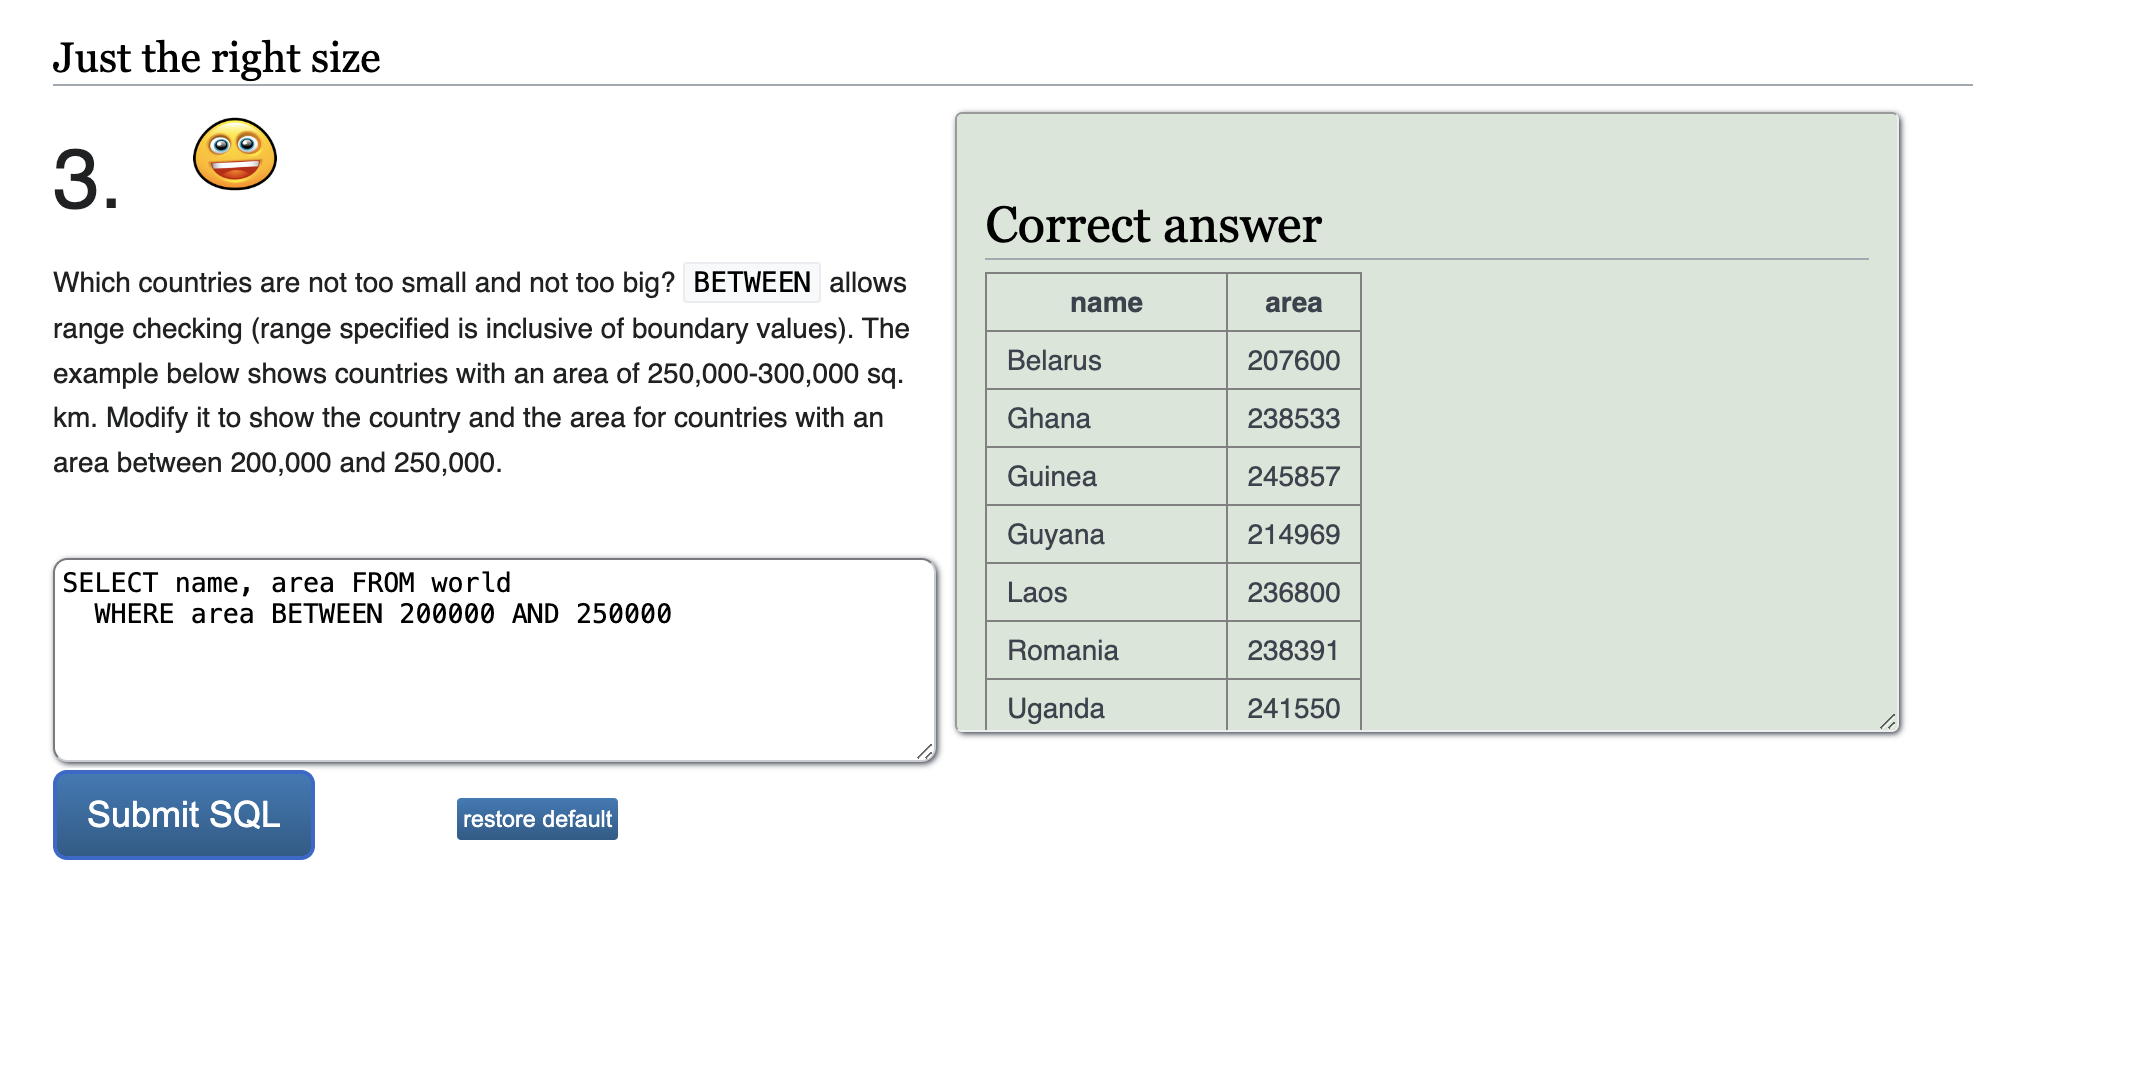 Just the right size
3.
Which countries are not too small and not too big? BETWEEN allows
range checking (range specified is inclusive of boundary values). The
example below shows countries with an area of 250,000-300,000 sq.
km. Modify it to show the country and the area for countries with an
area between 200,000 and 250,000.
SELECT name, area FROM world
  WHERE area BETWEEN 200000 AND 250000
Submit SQL
restore default
Correct answer
name area
Belarus 207600
Ghana 238533
Guinea 245857
Guyana 214969
Laos 236800
Romania 238391
Uganda 241550